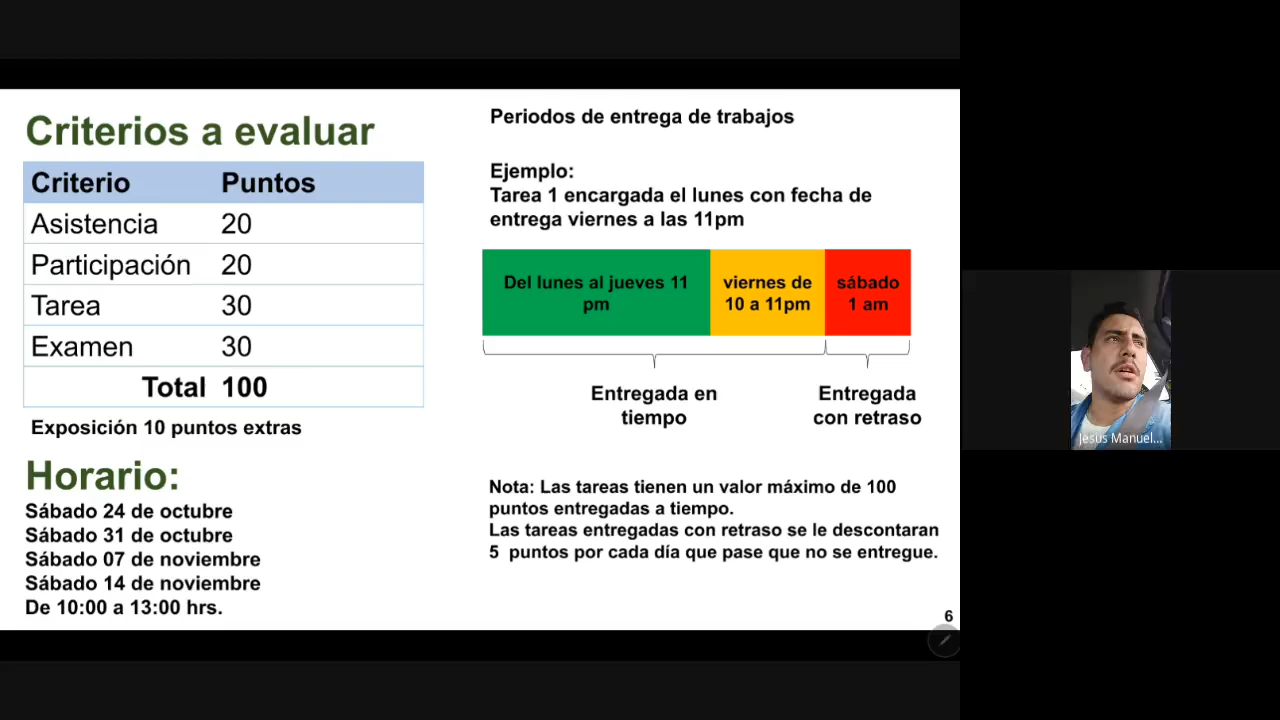 Criterios a evaluar
Criterio Puntos
Asistencia 20
Participación 20
Tarea 30
Examen 30
Total 100
Exposición 10 puntos extras
Horario:
Sábado 24 de octubre
Sábado 31 de octubre
Sábado 07 de noviembre
Sábado 14 de noviembre
De 10:00 a 13:00 hrs.
Periodos de entrega de trabajos
Ejemplo:
Tarea 1 encargada el lunes con fecha de
entrega viernes a las 11pm
Del lunes al jueves 11
pm
viernes de
10 a 11pm
sábado
1 am
Entregada en
tiempo
Entregada
con retraso
Nota: Las tareas tienen un valor máximo de 100
puntos entregadas a tiempo.
Las tareas entregadas con retraso se le descontaran
5 puntos por cada día que pase que no se entregue.
6
Jesus Manuel...